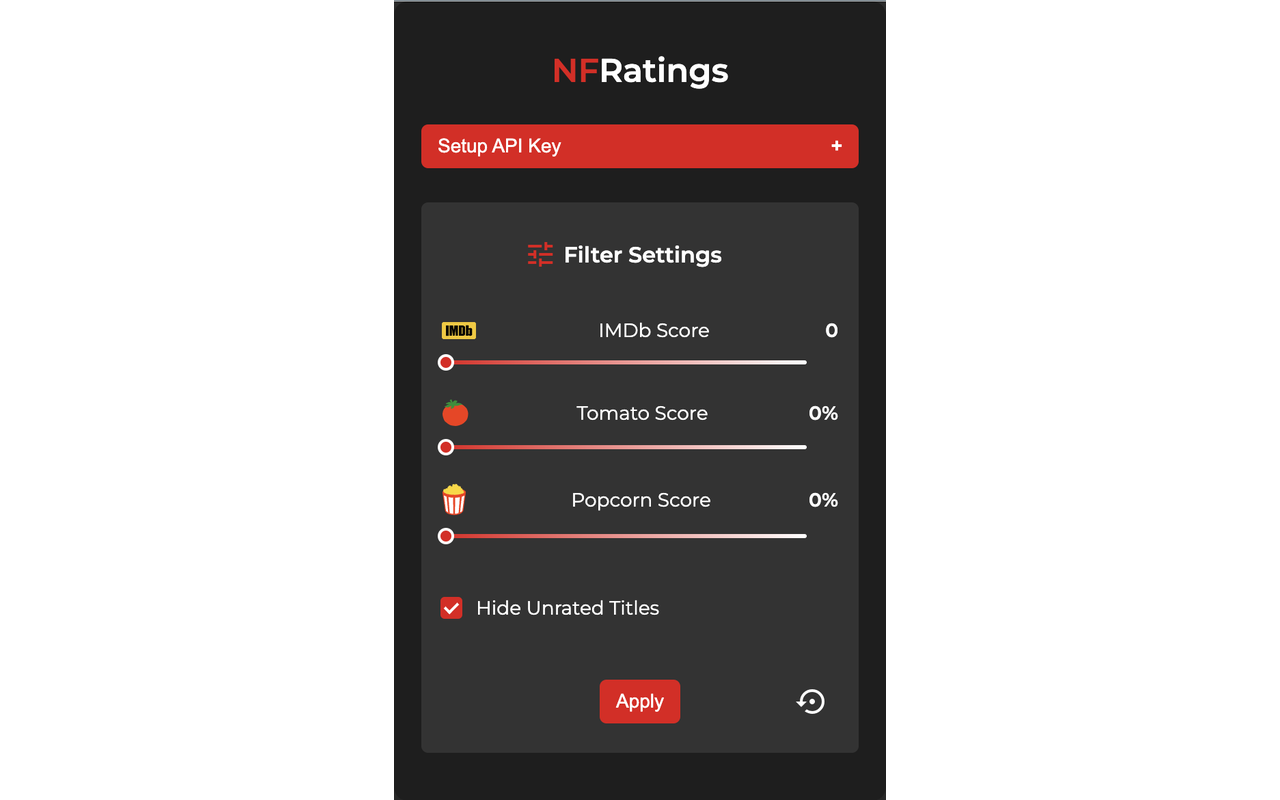 NFRatings
Setup API Key +
Filter Settings
IMDb IMDb Score 0
Tomato Score 0%
Popcorn Score 0%
Hide Unrated Titles
Apply